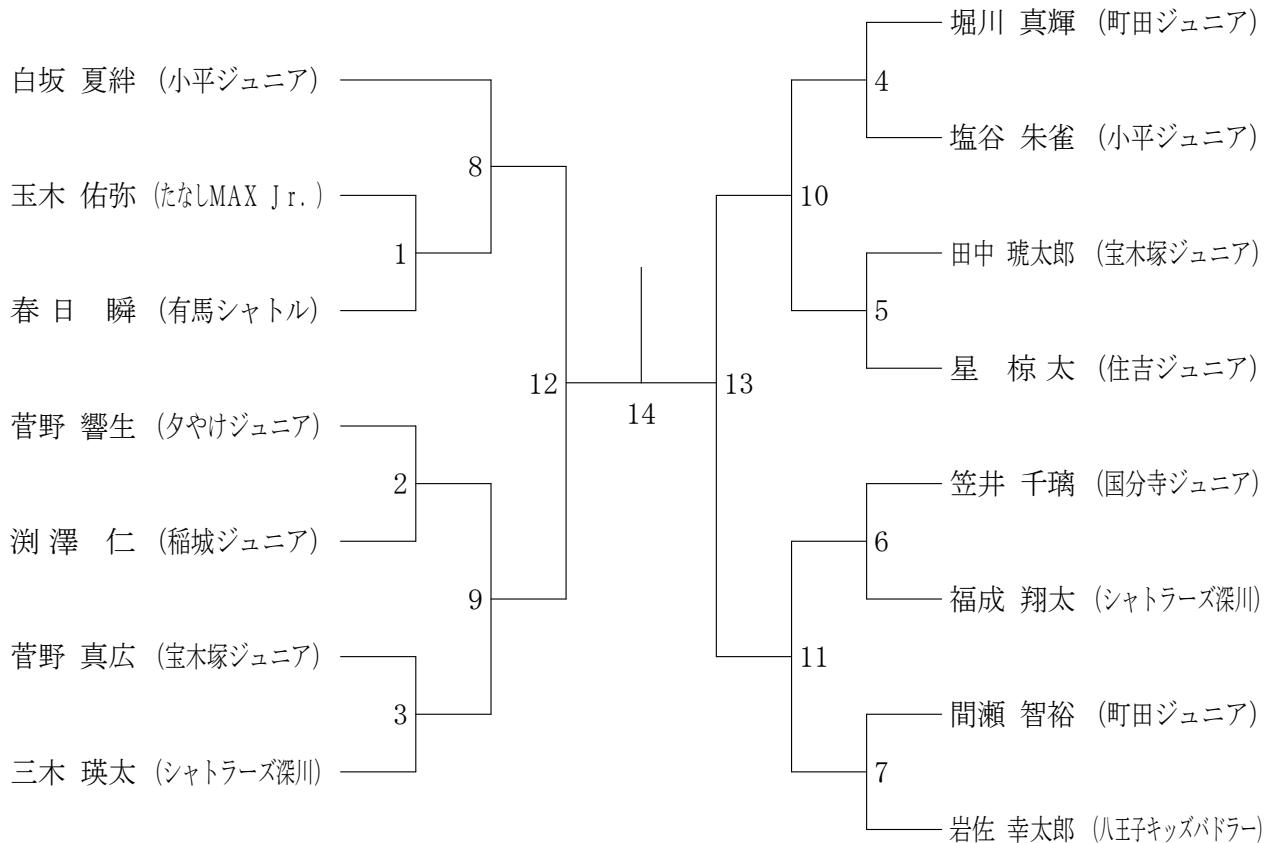 白坂 夏絆 (小平ジュニア)
玉木 佑弥 (たなしMAX Jr.)
春日 瞬 (有馬シャトル)
菅野 響生 (夕やけジュニア)
渕澤 仁 (稲城ジュニア)
菅野 真広 (宝木塚ジュニア)
三木 瑛太 (シャトラーズ深川)
1
2
3
8
9
12
14
13
10
11
4
5
6
7
堀川 真輝 (町田ジュニア)
塩谷 朱雀 (小平ジュニア)
田中 琥太郎 (宝木塚ジュニア)
星 椋太 (住吉ジュニア)
笠井 千璃 (国分寺ジュニア)
福成 翔太 (シャトラーズ深川)
間瀬 智裕 (町田ジュニア)
岩佐 幸太郎 (八王子キッズバドラー)